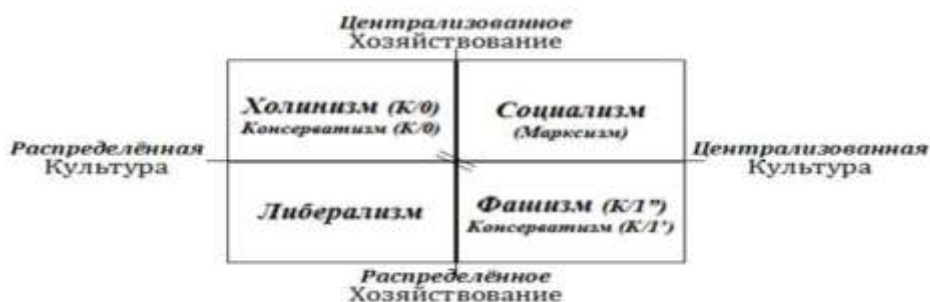 Централизованное
Хозяйствование
Холинизм (К/0)
Консерватизм (К/0)
Социализм
(Марксизм)
Распределённая
Культура
Централизованная
Культура
Либерализм
Фашизм (К/1")
Консерватизм (К/1')
Распределённое
Хозяйствование